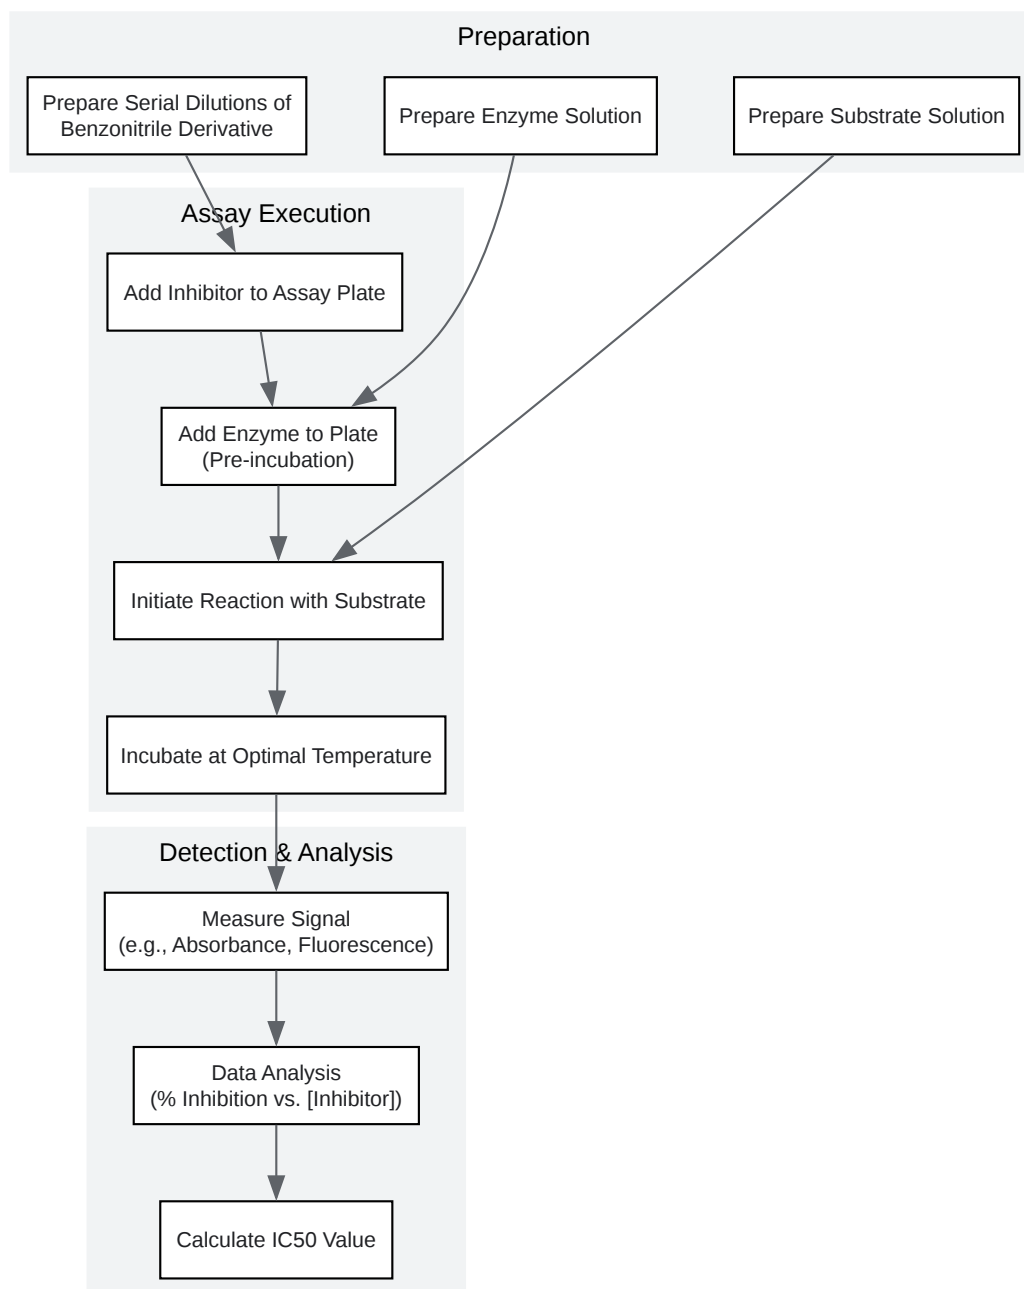 Preparation
Prepare Serial Dilutions of
Benzonitrile Derivative
Prepare Enzyme Solution
Prepare Substrate Solution
Assay Execution
Add Inhibitor to Assay Plate
Add Enzyme to Plate
(Pre-incubation)
Initiate Reaction with Substrate
Incubate at Optimal Temperature
Detection & Analysis
Measure Signal
(e.g., Absorbance, Fluorescence)
Data Analysis
(% Inhibition vs. [Inhibitor])
Calculate IC50 Value